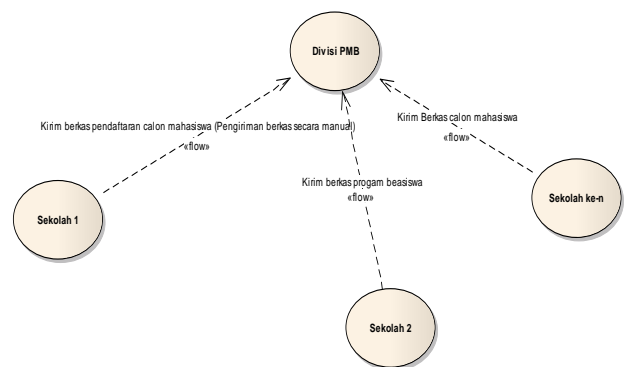 Divisi PMB
Kirim berkas pendaftaran calon mahasiswa (Pengiriman berkas secara manual)
«flow»
Kirim Berkas calon mahasiswa
«flow»
Kirim berkas progam beasiswa
«flow»
Sekolah 1
Sekolah ke-n
Sekolah 2